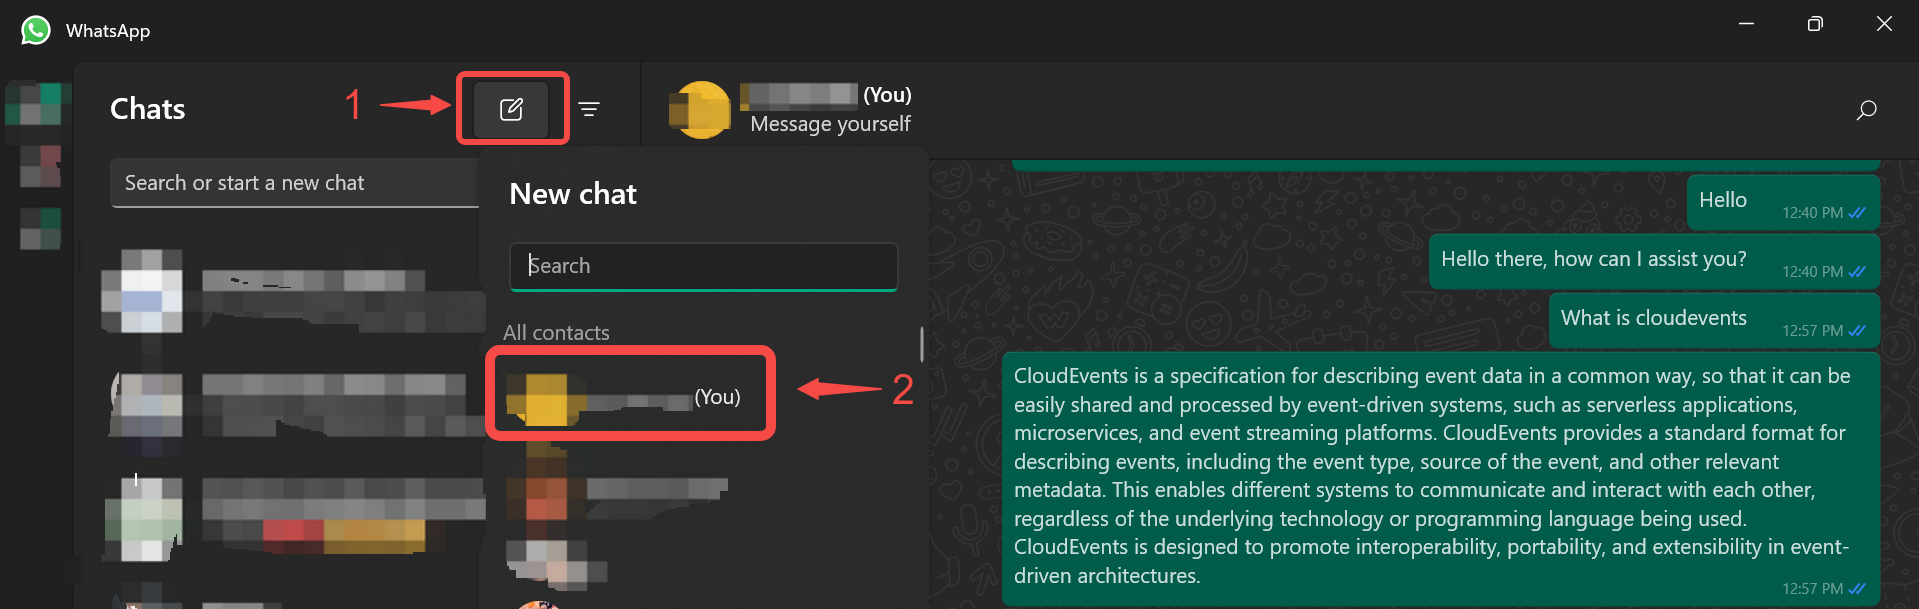 WhatsApp
Chats
1
Search or start a new chat
New chat
Search
All contacts
(You)
2
(You)
Message yourself
Hello
12:40 PM
Hello there, how can I assist you?
12:40 PM
What is cloudevents
12:57 PM
CloudEvents is a specification for describing event data in a common way, so that it can be
easily shared and processed by event-driven systems, such as serverless applications,
microservices, and event streaming platforms. CloudEvents provides a standard format for
describing events, including the event type, source of the event, and other relevant
metadata. This enables different systems to communicate and interact with each other,
regardless of the underlying technology or programming language being used.
CloudEvents is designed to promote interoperability, portability, and extensibility in event-
driven architectures.
12:57 PM